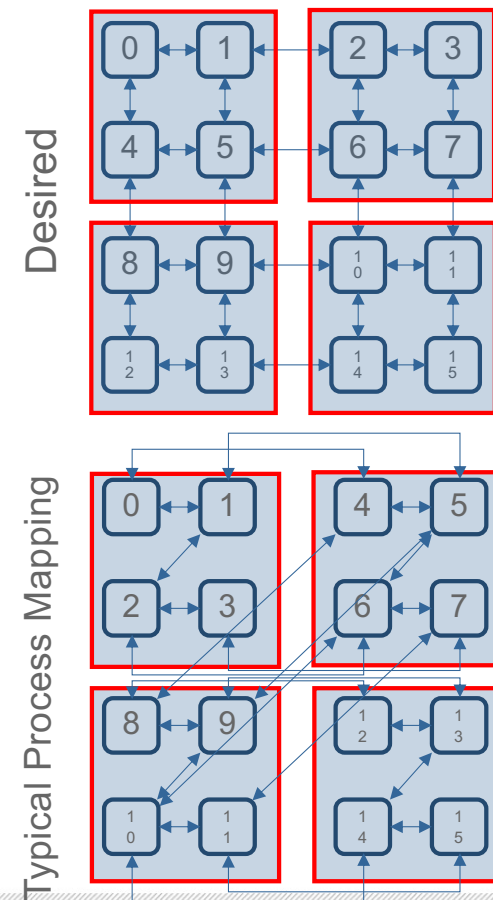 Desired
0 1 2 3
4 5 6 7
8 9 10 11
12 13 14 15
Typical Process Mapping
0 1 4 5
2 3 6 7
8 9 12 13
10 11 14 15